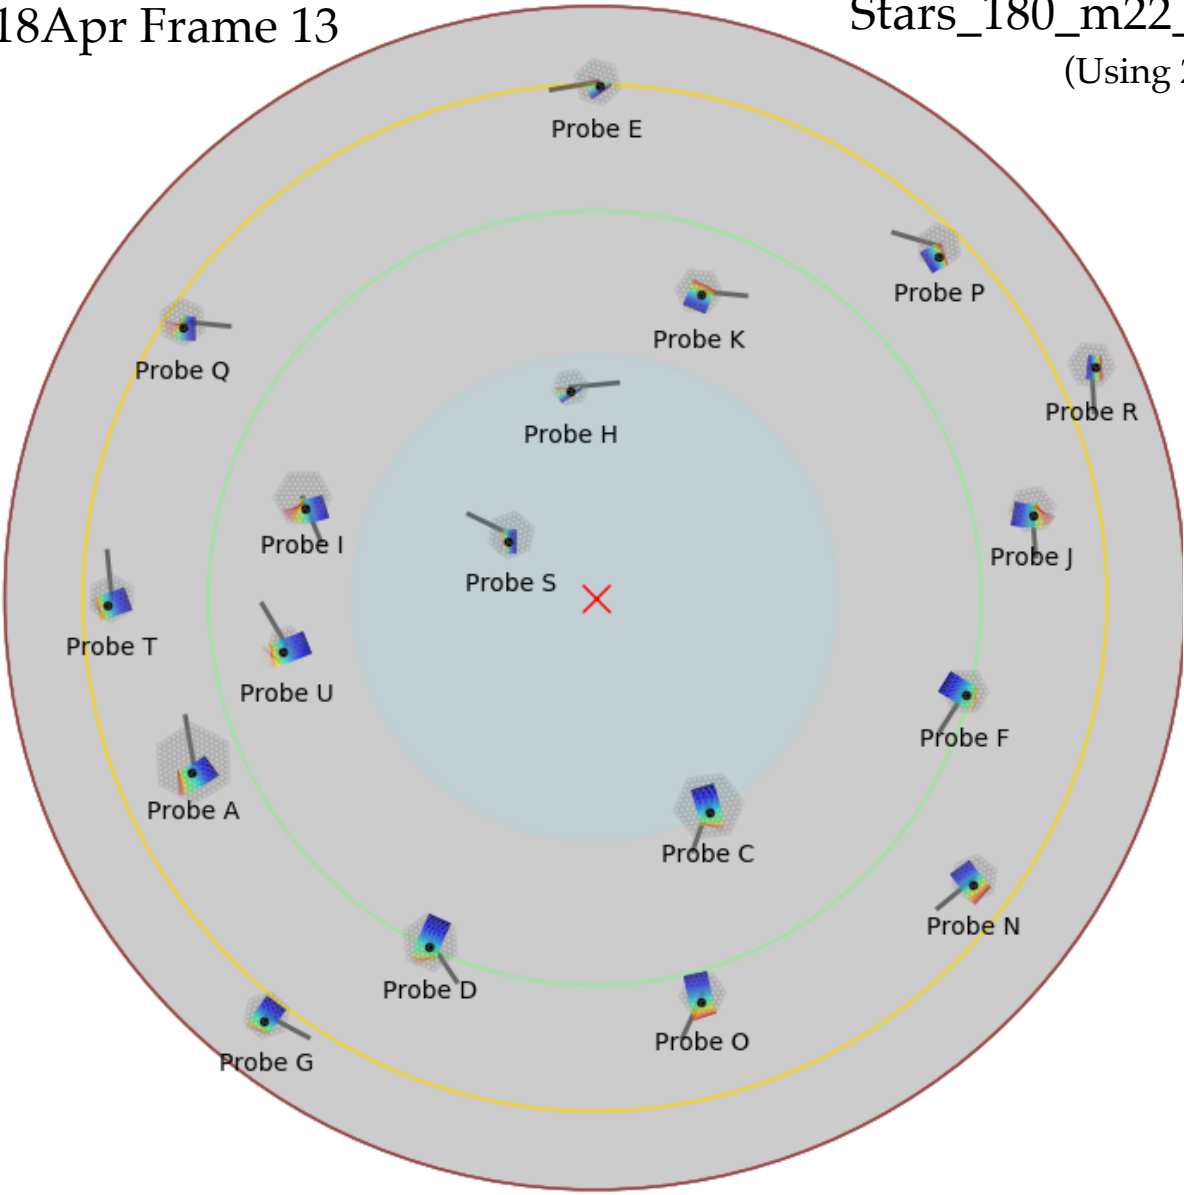 18Apr Frame 13
Stars_180_m22_
(Using
Probe E
Probe P
Probe K
Probe Q
Probe R
Probe H
Probe I
Probe J
Probe S
Probe T
Probe U
Probe F
Probe A
Probe C
Probe N
Probe D
Probe O
Probe G